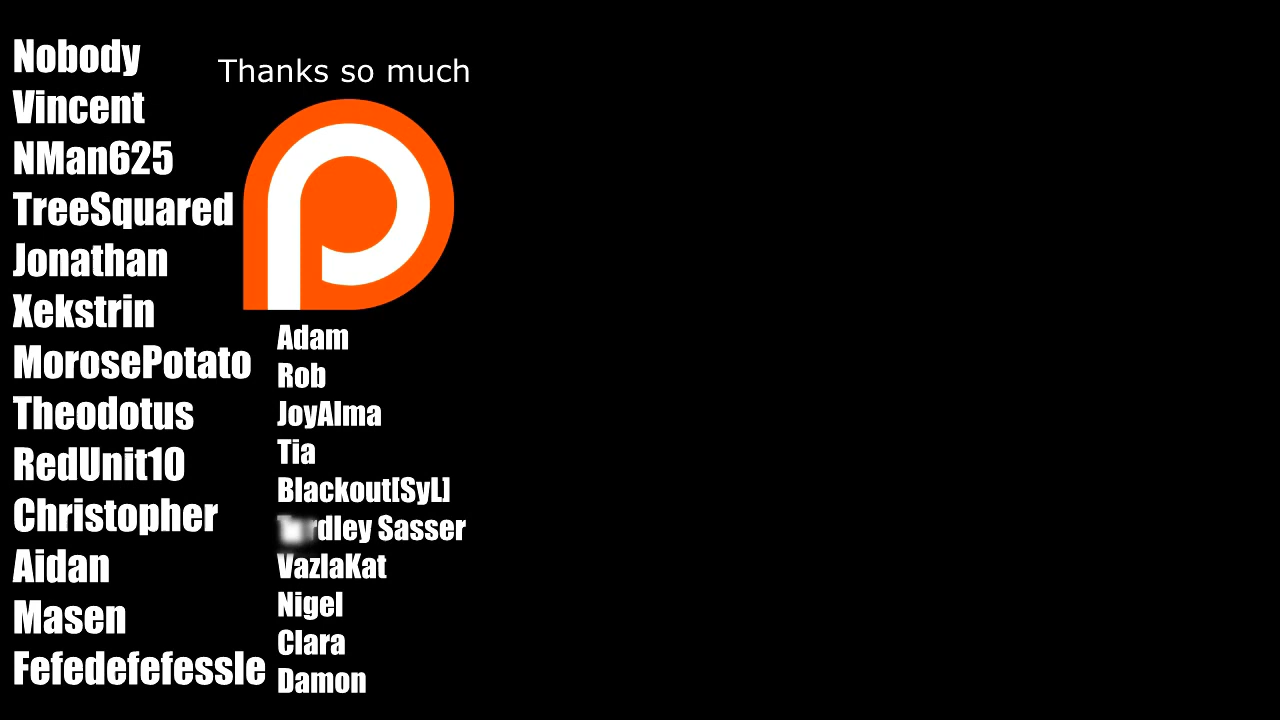 Nobody
Vincent
NMan625
TreeSquared
Jonathan
Xekstrin
MorosePotato
Theodotus
RedUnit10
Christopher
Aidan
Masen
Fefedefefessle
Thanks so much
Adam
Rob
JoyAlma
Tia
Blackout[SyL]
Sasser
VazlaKat
Nigel
Clara
Damon